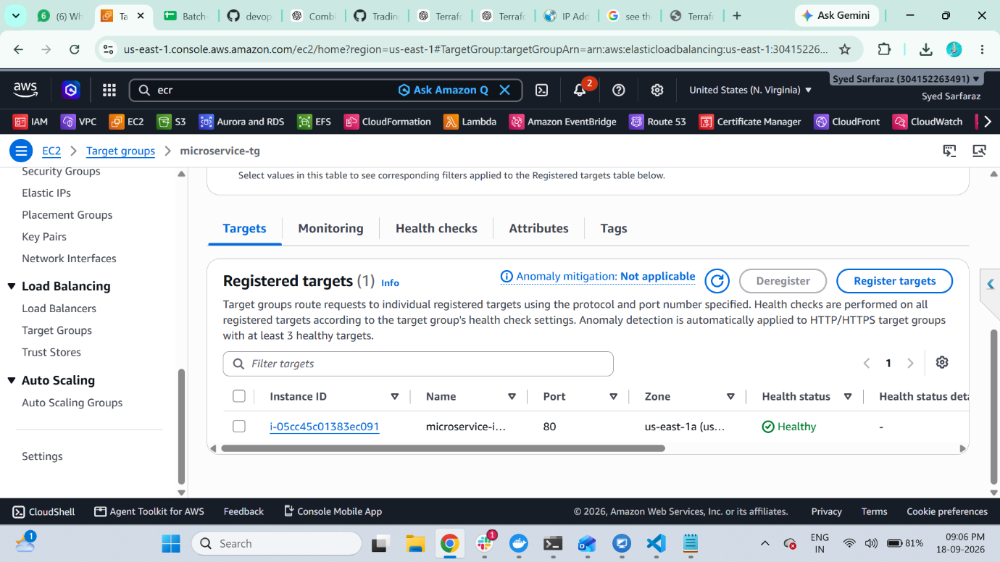 (6) Wh
Ta
Batch-
devop
Combi
Tradin
Terrafo
Terrafo
IP Add
see the
Terrafo
Ask Gemini
us-east-1.console.aws.amazon.com/ec2/home?region=us-east-1#TargetGroup:targetGroupArn=arn:aws:elasticloadbalancing:us-east-1:30415226...
aws
ecr
Ask Amazon Q
2
United States (N. Virginia)
Syed Sarfaraz (304152263491)
Syed Sarfaraz
IAM
VPC
EC2
S3
Aurora and RDS
EFS
CloudFormation
Lambda
Amazon EventBridge
Route 53
Certificate Manager
CloudFront
CloudWatch
EC2
Target groups
microservice-tg
Security Groups
Elastic IPs
Placement Groups
Key Pairs
Network Interfaces
Load Balancing
Load Balancers
Target Groups
Trust Stores
Auto Scaling
Auto Scaling Groups
Settings
Select values in this table to see corresponding filters applied to the Registered targets table below.
Targets
Monitoring
Health checks
Attributes
Tags
Registered targets (1) Info
Anomaly mitigation: Not applicable
Deregister
Register targets
Target groups route requests to individual registered targets using the protocol and port number specified. Health checks are performed on all
registered targets according to the target group's health check settings. Anomaly detection is automatically applied to HTTP/HTTPS target groups
with at least 3 healthy targets.
Filter targets
1
Instance ID
Name
Port
Zone
Health status
Health status deta
i-05cc45c01383ec091
microservice-i...
80
us-east-1a (us...
Healthy
-
CloudShell
Agent Toolkit for AWS
Feedback
Console Mobile App
© 2026, Amazon Web Services, Inc. or its affiliates.
Privacy
Terms
Cookie preferences
1
Search
1
ENG
IN
81%
09:06 PM
18-09-2026